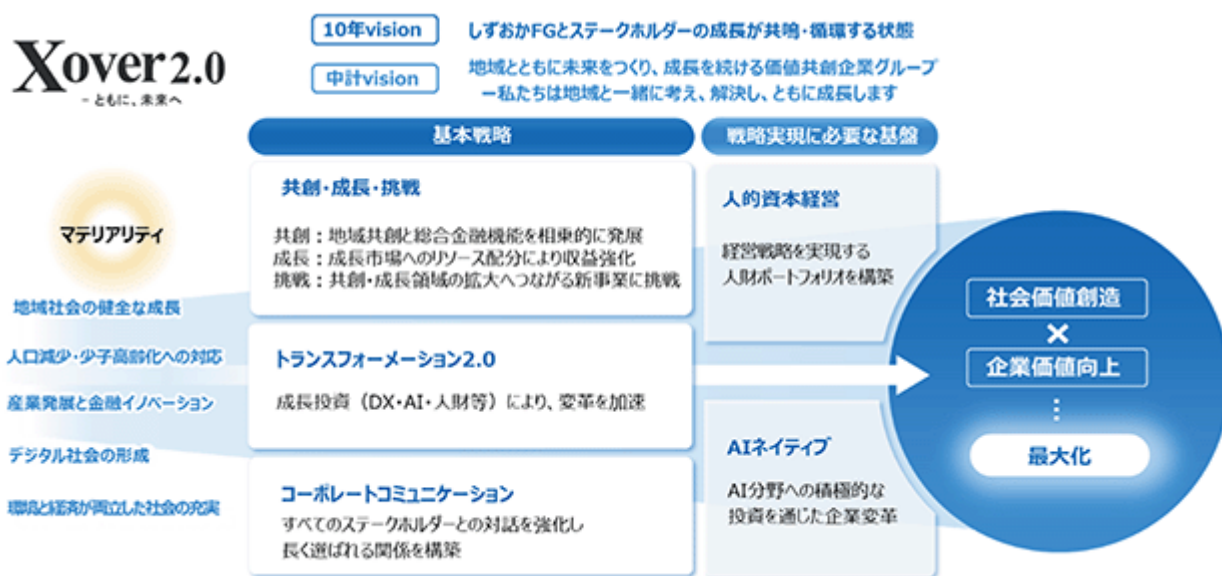 Xover 2.0
- ともに、未来へ
10年vision
しずおかFGとステークホルダーの成長が共鳴・循環する状態
中計vision
地域とともに未来をつくり、成長を続ける価値共創企業グループ
ー私たちは地域と一緒に考え、解決し、ともに成長します
基本戦略
戦略実現に必要な基盤
マテリアリティ
地域社会の健全な成長
人口減少・少子高齢化への対応
産業発展と金融イノベーション
デジタル社会の形成
環境と経済が両立した社会の充実
共創・成長・挑戦
共創：地域共創と総合金融機能を相乗的に発展
成長：成長市場へのリソース配分により収益強化
挑戦：共創・成長領域の拡大へつながる新事業に挑戦
トランスフォーメーション2.0
成長投資（DX・AI・人財等）により、変革を加速
コーポレートコミュニケーション
すべてのステークホルダーとの対話を強化し
長く選ばれる関係を構築
人的資本経営
経営戦略を実現する
人財ポートフォリオを構築
AIネイティブ
AI分野への積極的な
投資を通じた企業変革
社会価値創造
×
企業価値向上
⋮
最大化